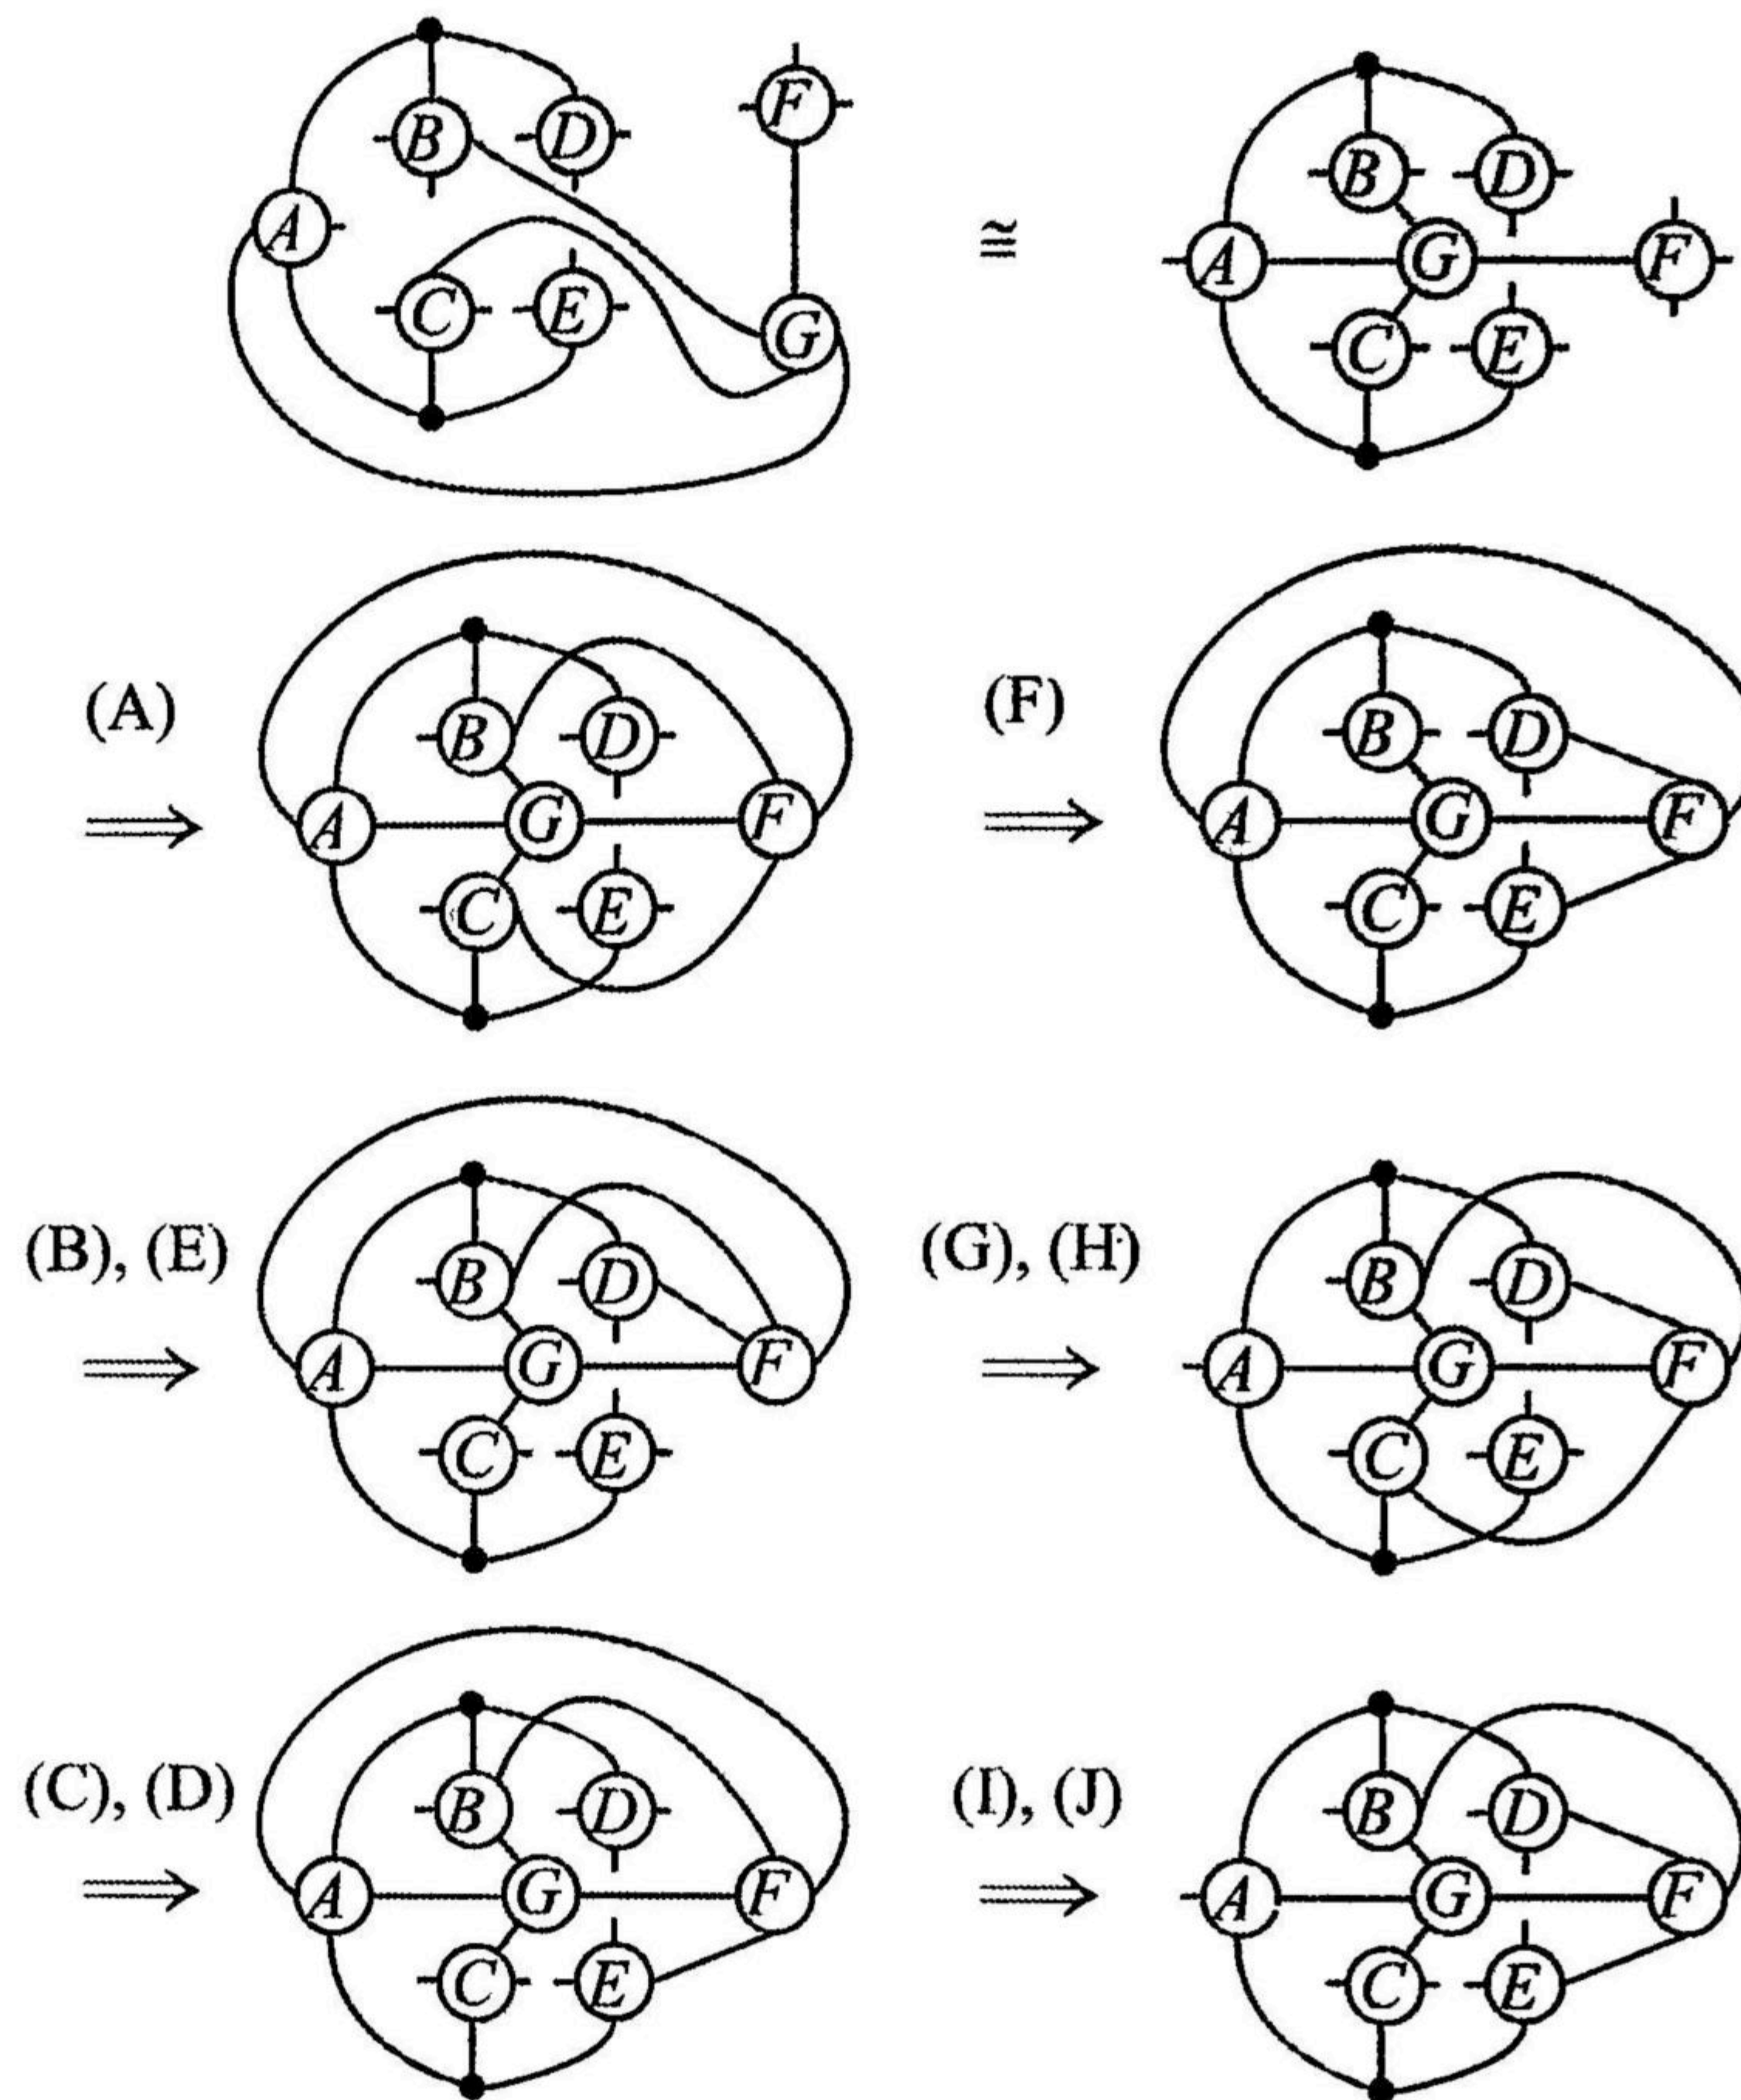 B D F
A
C E G
≅
B D
A G F
C E
(A)
⟹
B D
A G F
C E
(F)
⟹
B D
A G F
C E
(B), (E)
⟹
B D
A G F
C E
(G), (H)
⟹
B D
A G F
C E
(C), (D)
⟹
B D
A G F
C E
(I), (J)
⟹
B D
A G F
C E